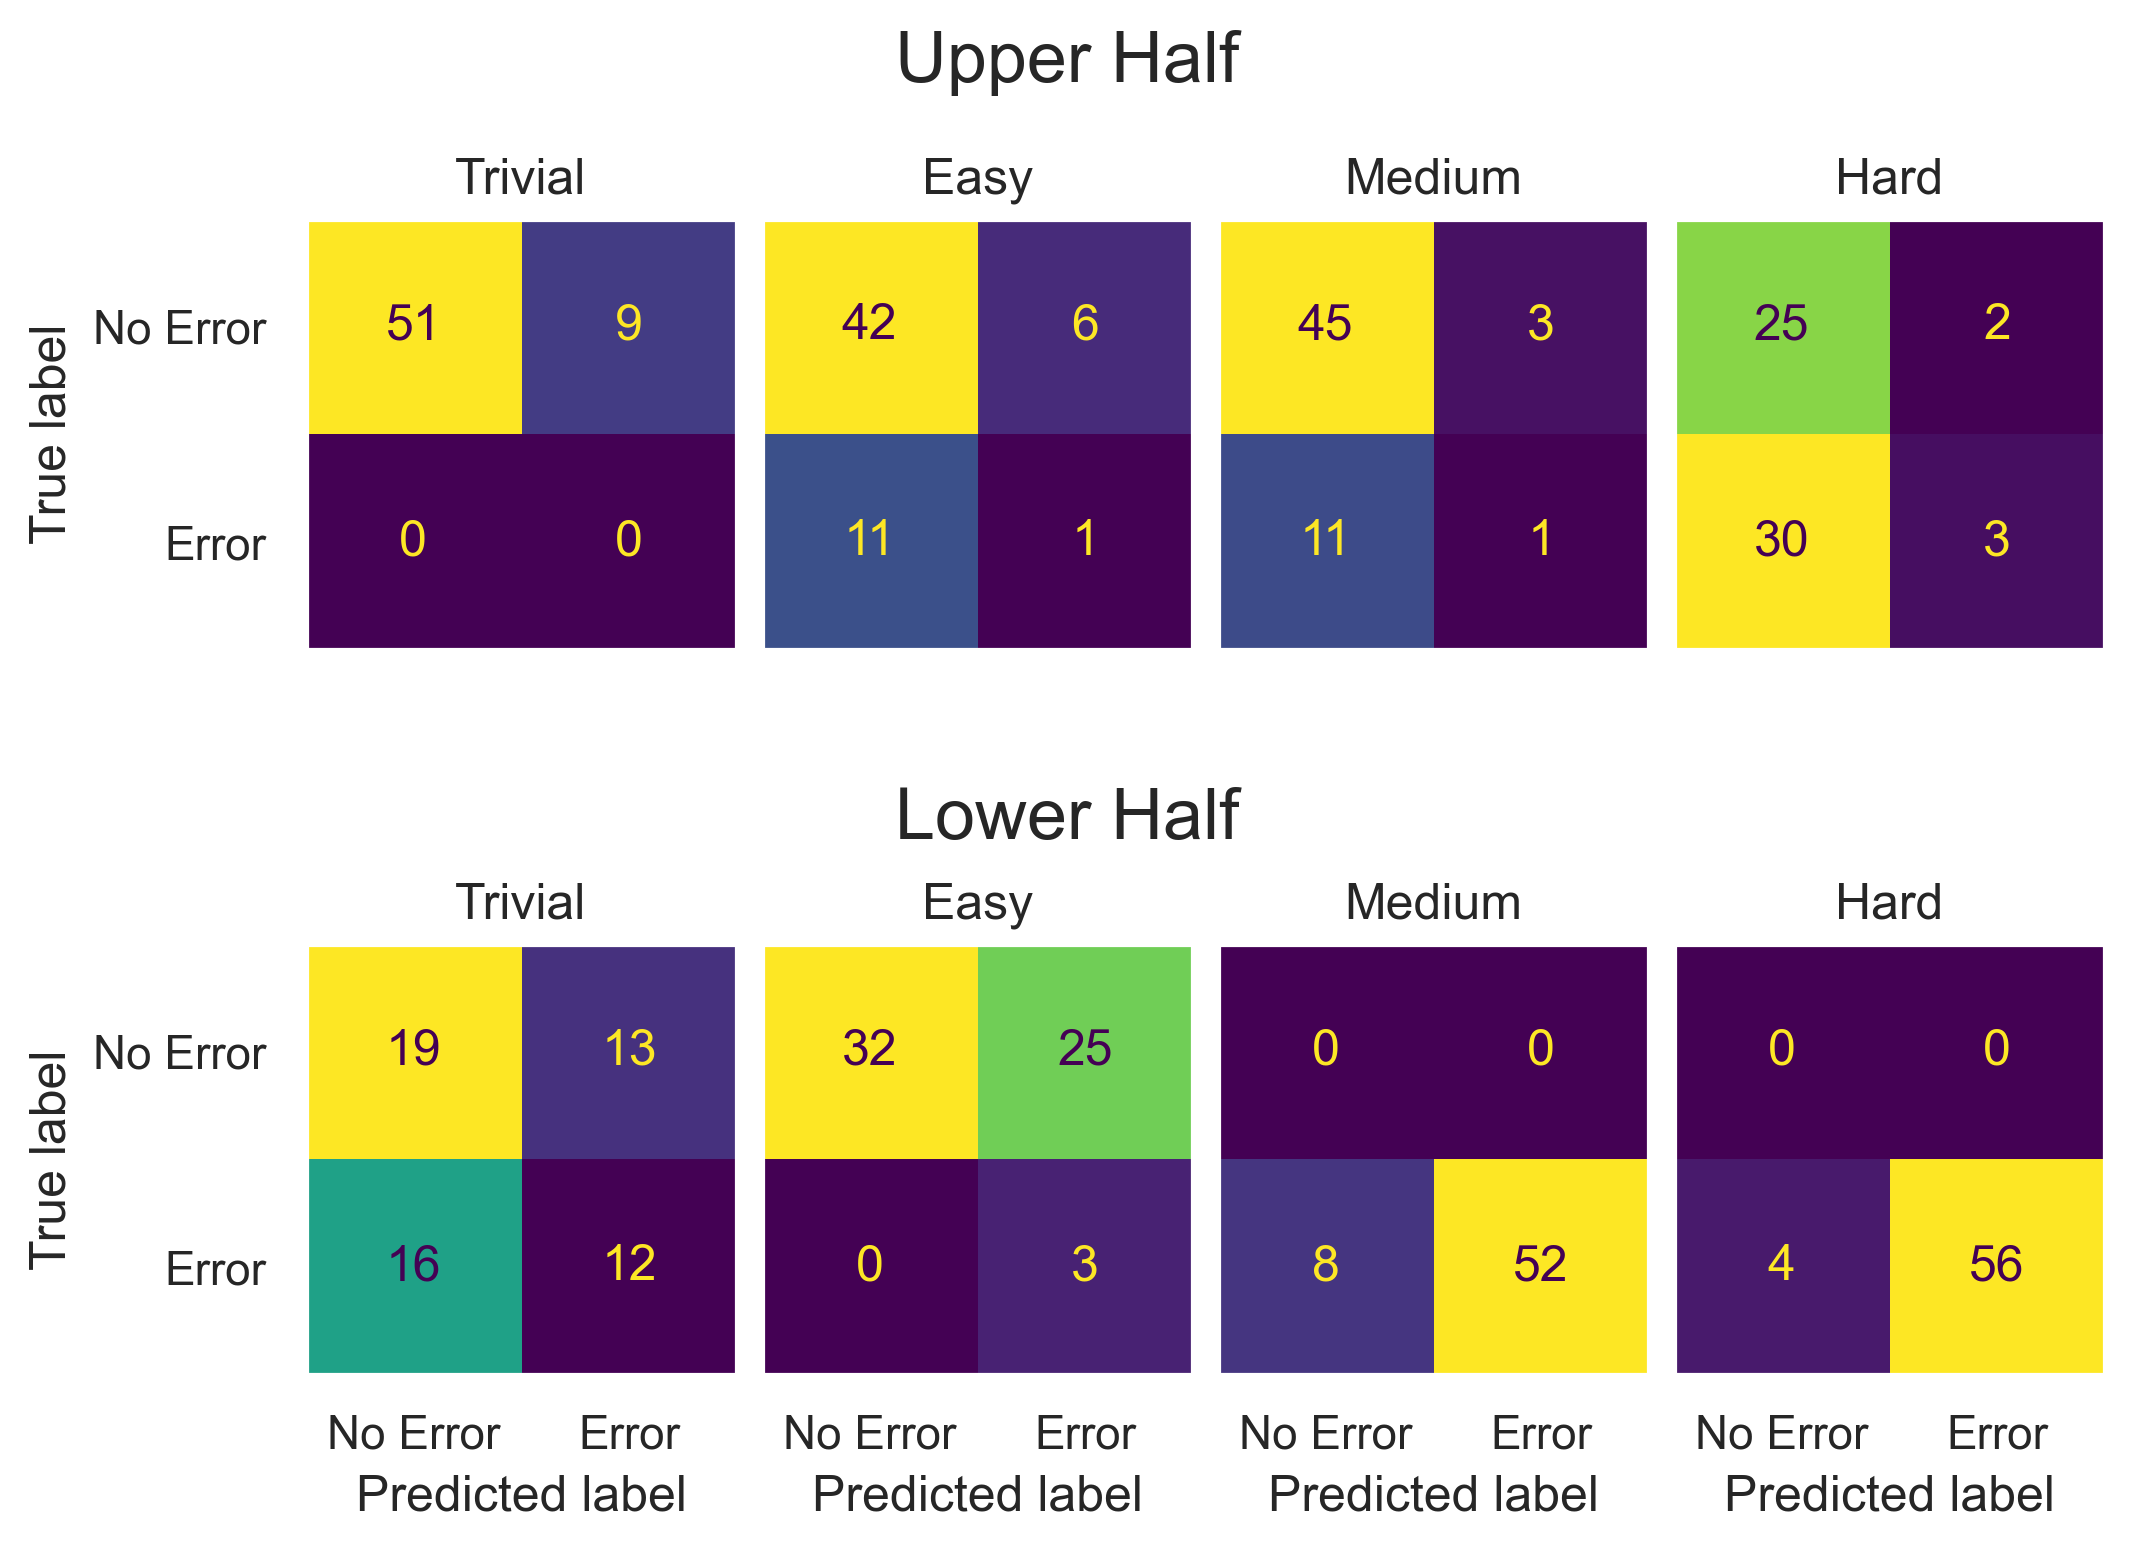 Upper Half
Trivial Easy Medium Hard
True label
No Error 51 9 42 6 45 3 25 2
Error 0 0 11 1 11 1 30 3
Lower Half
Trivial Easy Medium Hard
True label
No Error 19 13 32 25 0 0 0 0
Error 16 12 0 3 8 52 4 56
No Error Error No Error Error No Error Error No Error Error
Predicted label Predicted label Predicted label Predicted label